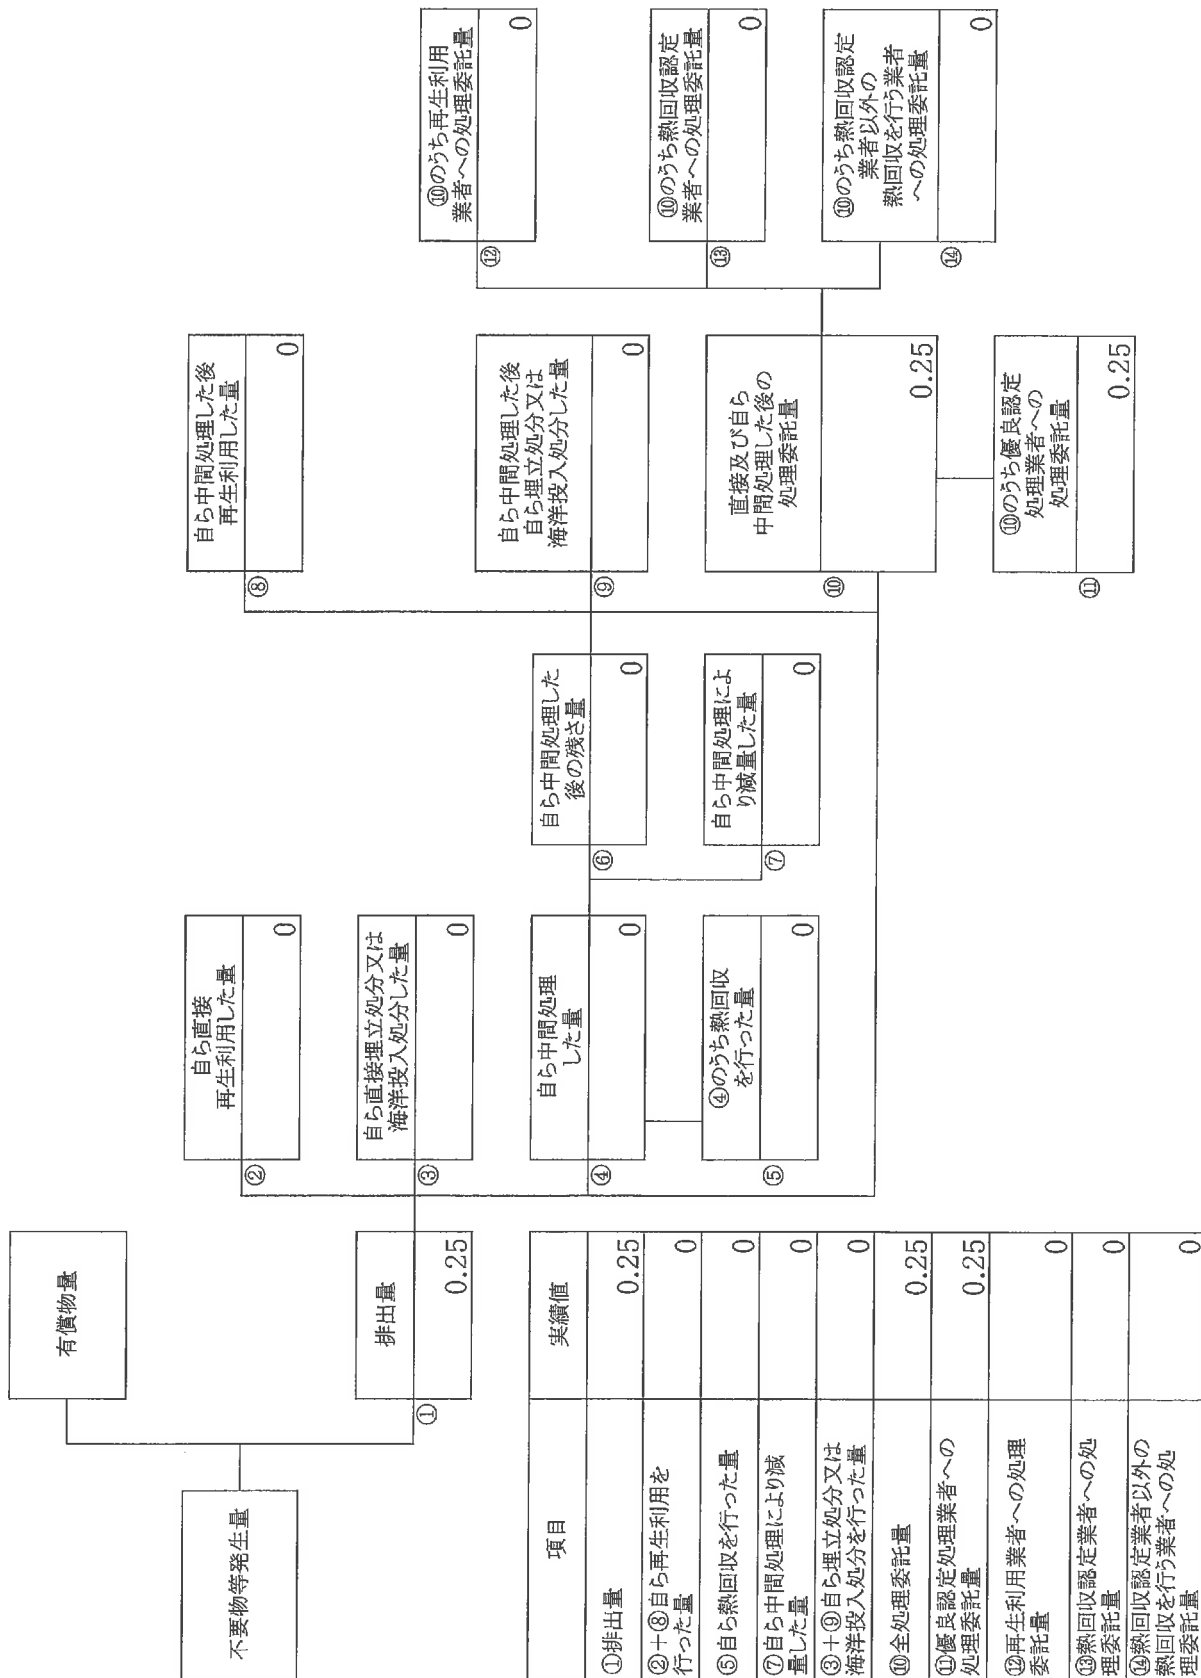 不要物等発生量
有償物量
①
排出量
0.25
②
自ら直接
再生利用した量
0
③
自ら直接埋立処分又は
海洋投入処分した量
0
④
自ら中間処理
した量
0
⑤
④のうち熱回収
を行った量
0
⑥
自ら中間処理した
後の残さ量
0
⑦
自ら中間処理によ
り減量した量
0
⑧
自ら中間処理した後
再生利用した量
0
⑨
自ら中間処理した後
自ら埋立処分又は
海洋投入処分した量
0
⑩
直接及び自ら
中間処理した後の
処理委託量
0.25
⑪
⑩のうち優良認定
処理業者への
処理委託量
0.25
⑫
⑩のうち再生利用
業者への処理委託量
0
⑬
⑩のうち熱回収認定
業者への処理委託量
0
⑭
⑩のうち熱回収認定
業者以外の
熱回収を行う業者
への処理委託量
0
項目 実績値
①排出量 0.25
②+⑧自ら再生利用を
行った量 0
⑤自ら熱回収を行った量 0
⑦自ら中間処理により減
量した量 0
③+⑨自ら埋立処分又は
海洋投入処分を行った量 0
⑩全処理委託量 0.25
⑪優良認定処理業者への
処理委託量 0.25
⑫再生利用業者への処理
委託量 0
⑬熱回収認定業者への処
理委託量 0
⑭熱回収認定業者以外の
熱回収を行う業者への処
理委託量 0